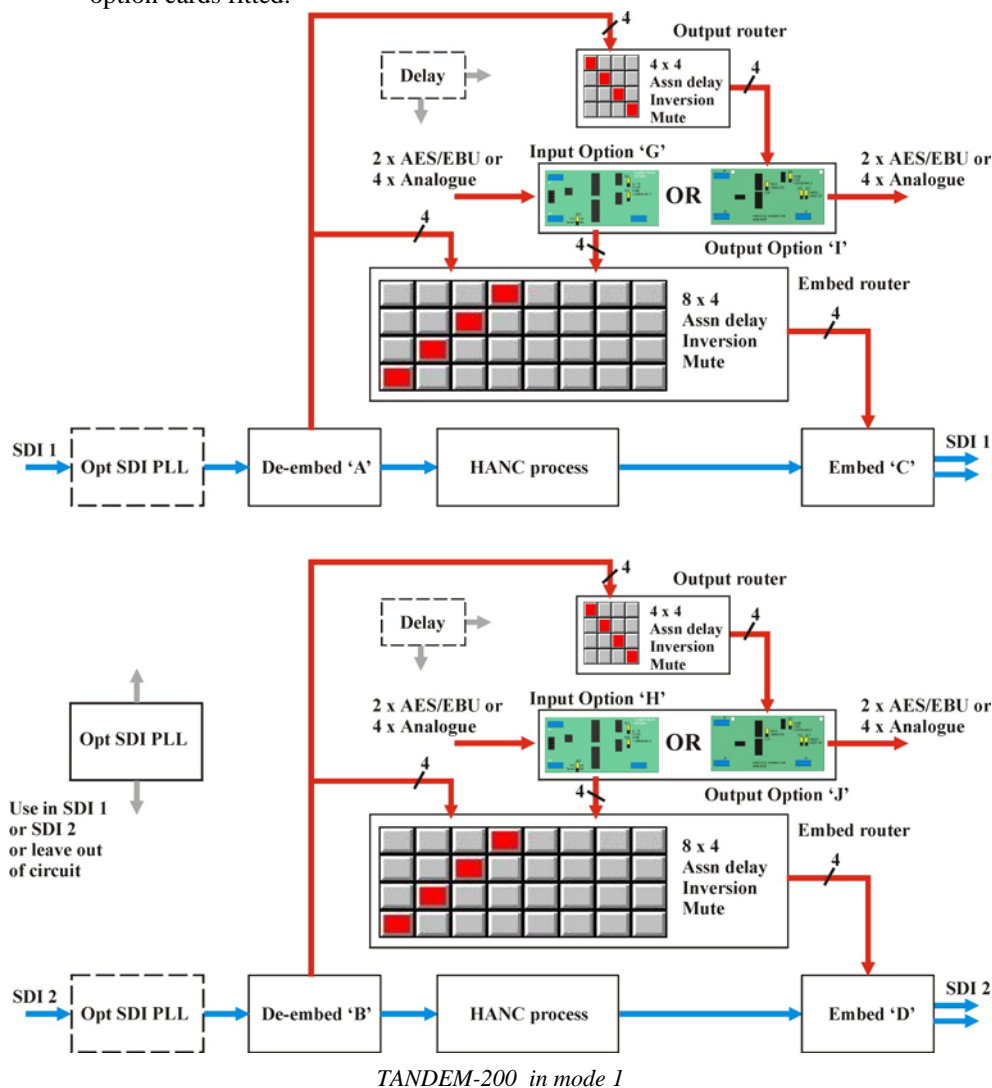 option cards fitted.
4
Output router
Delay
4 x 4
Assn delay
Inversion
Mute
4
2 x AES/EBU or
4 x Analogue
Input Option ‘G’
OR
2 x AES/EBU or
4 x Analogue
4
4
Output Option ‘I’
Embed router
8 x 4
Assn delay
Inversion
Mute
4
SDI 1
Opt SDI PLL
De-embed ‘A’
HANC process
Embed ‘C’
SDI 1
4
Output router
Delay
4 x 4
Assn delay
Inversion
Mute
4
2 x AES/EBU or
4 x Analogue
Input Option ‘H’
OR
2 x AES/EBU or
4 x Analogue
Opt SDI PLL
4
4
Output Option ‘J’
Use in SDI 1
or SDI 2
or leave out
of circuit
Embed router
8 x 4
Assn delay
Inversion
Mute
4
SDI 2
Opt SDI PLL
De-embed ‘B’
HANC process
Embed ‘D’
SDI 2
TANDEM-200 in mode 1